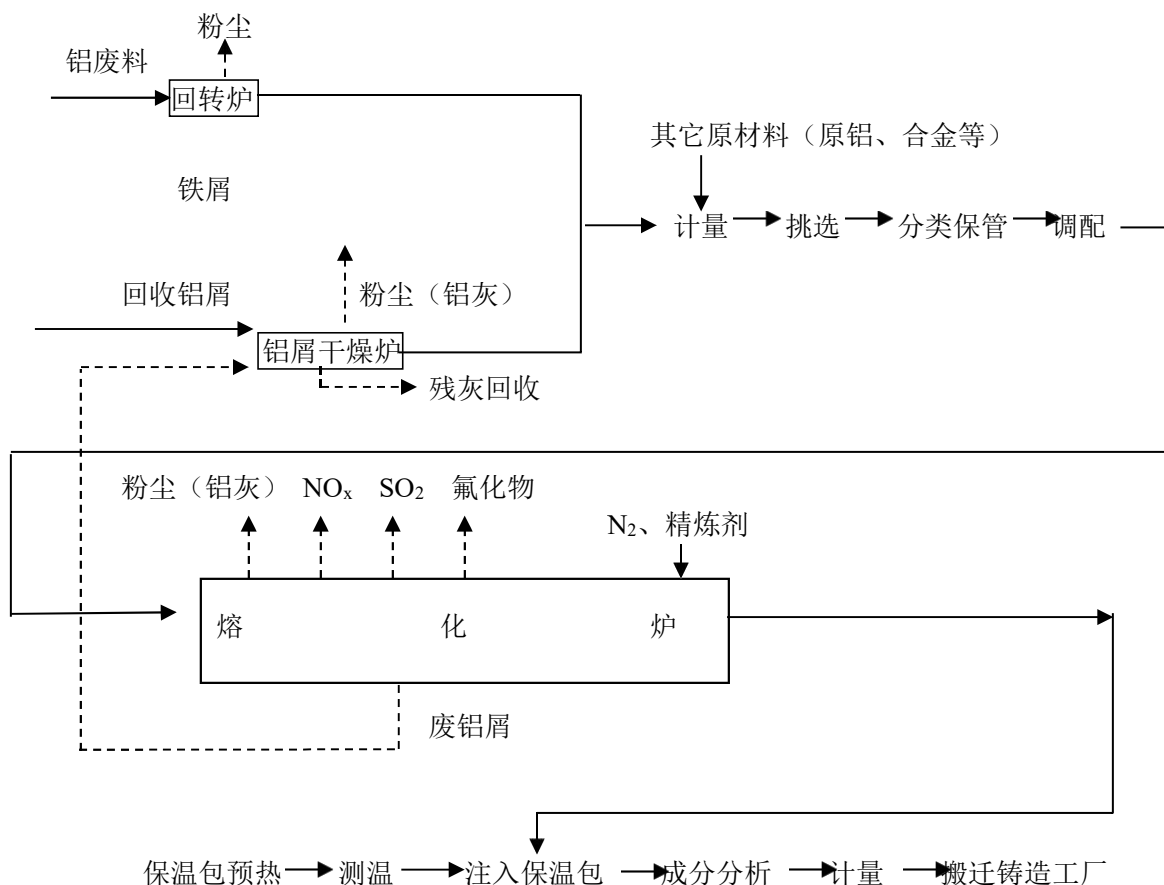 粉尘
铝废料
回转炉
其它原材料（原铝、合金等）
铁屑
计量 挑选 分类保管 调配
回收铝屑 粉尘（铝灰）
铝屑干燥炉
残灰回收
粉尘（铝灰） NOx SO2 氟化物
N2、精炼剂
熔 化 炉
废铝屑
保温包预热 测温 注入保温包 成分分析 计量 搬迁铸造工厂